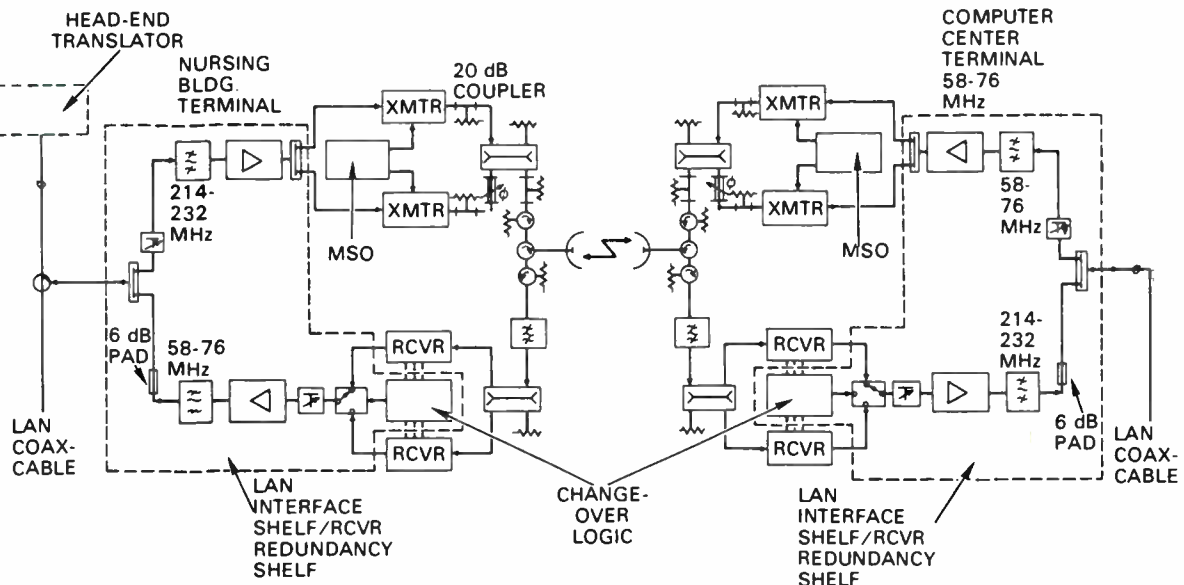 HEAD-END
TRANSLATOR
NURSING
BLDG.
TERMINAL
20 dB
COUPLER
XMTR
214-
232
MHz
XMTR
MSO
6 dB
PAD
58-76
MHz
RCVR
RCVR
LAN
COAX-
CABLE
LAN
INTERFACE
SHELF/RCVR
REDUNDANCY
SHELF
ϕ
CHANGE-
OVER
LOGIC
COMPUTER
CENTER
TERMINAL
58-76
MHz
XMTR
ϕ
XMTR
MSO
58-
76
MHz
214-
232
MHz
RCVR
RCVR
6 dB
PAD
LAN
COAX-
CABLE
LAN
INTERFACE
SHELF/RCVR
REDUNDANCY
SHELF